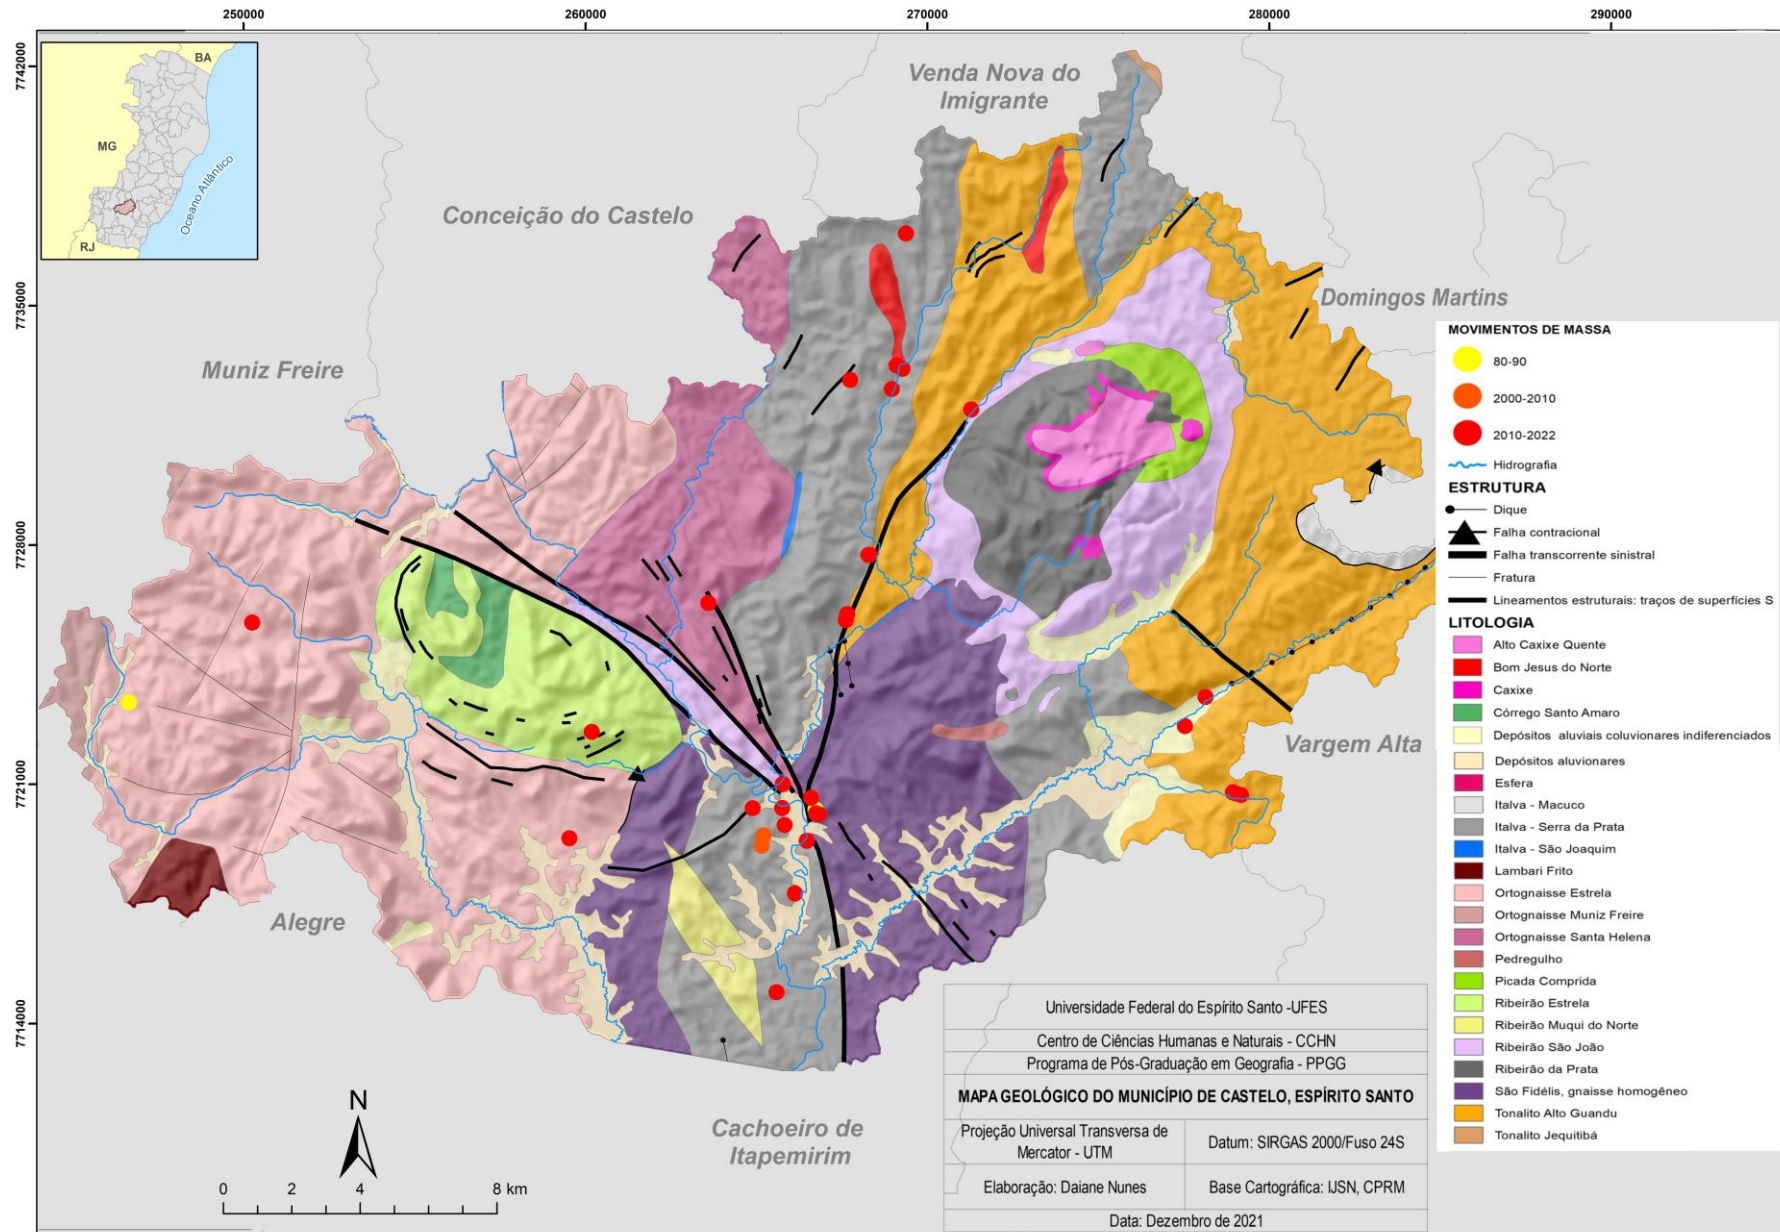 250000
260000
270000
280000
290000
7742000
7735000
7728000
7721000
7714000
BA
MG
RJ
Oceano Atlântico
Venda Nova do
Imigrante
Conceição do Castelo
Domingos Martins
Muniz Freire
Vargem Alta
Alegre
Cachoeiro de
Itapemirim
MOVIMENTOS DE MASSA
80-90
2000-2010
2010-2022
Hidrografia
ESTRUTURA
Dique
Falha contracional
Falha transcorrente sinistral
Fratura
Lineamentos estruturais: traços de superfícies S
LITOLOGIA
Alto Caxixe Quente
Bom Jesus do Norte
Caxixe
Córrego Santo Amaro
Depósitos aluviais coluvionares indiferenciados
Depósitos aluvionares
Esfera
Italva - Macuco
Italva - Serra da Prata
Italva - São Joaquim
Lambari Frito
Ortognaisse Estrela
Ortognaisse Muniz Freire
Ortognaisse Santa Helena
Pedregulho
Picada Comprida
Ribeirão Estrela
Ribeirão Muqui do Norte
Ribeirão São João
Ribeirão da Prata
São Fidélis, gnaisse homogêneo
Tonalito Alto Guandu
Tonalito Jequitibá
N
0 2 4 8 km
Universidade Federal do Espírito Santo -UFES
Centro de Ciências Humanas e Naturais - CCHN
Programa de Pós-Graduação em Geografia - PPGG
MAPA GEOLÓGICO DO MUNICÍPIO DE CASTELO, ESPÍRITO SANTO
Projeção Universal Transversa de
Mercator - UTM
Datum: SIRGAS 2000/Fuso 24S
Elaboração: Daiane Nunes
Base Cartográfica: IJSN, CPRM
Data: Dezembro de 2021